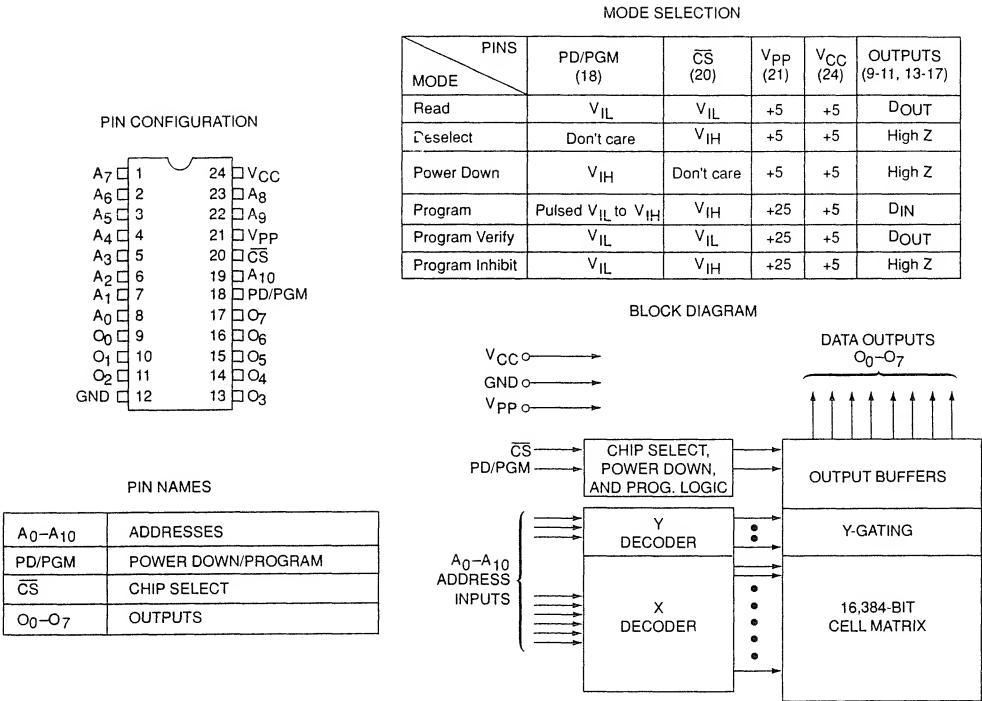 MODE SELECTION
PINS
MODE
PD/PGM (18)
C̅S̅ (20)
VPP (21)
VCC (24)
OUTPUTS (9-11, 13-17)
Read VIL VIL +5 +5 DOUT
Deselect Don't care VIH +5 +5 High Z
Power Down VIH Don't care +5 +5 High Z
Program Pulsed VIL to VIH VIH +25 +5 DIN
Program Verify VIL VIL +25 +5 DOUT
Program Inhibit VIL VIH +25 +5 High Z
PIN CONFIGURATION
A7 1 24 VCC
A6 2 23 A8
A5 3 22 A9
A4 4 21 VPP
A3 5 20 C̅S̅
A2 6 19 A10
A1 7 18 PD/PGM
A0 8 17 O7
O0 9 16 O6
O1 10 15 O5
O2 11 14 O4
GND 12 13 O3
PIN NAMES
A0–A10 ADDRESSES
PD/PGM POWER DOWN/PROGRAM
C̅S̅ CHIP SELECT
O0–O7 OUTPUTS
BLOCK DIAGRAM
VCC
GND
VPP
DATA OUTPUTS
O0–O7
C̅S̅
PD/PGM
CHIP SELECT,
POWER DOWN,
AND PROG. LOGIC
OUTPUT BUFFERS
Y
DECODER
Y-GATING
A0–A10
ADDRESS
INPUTS
X
DECODER
16,384-BIT
CELL MATRIX